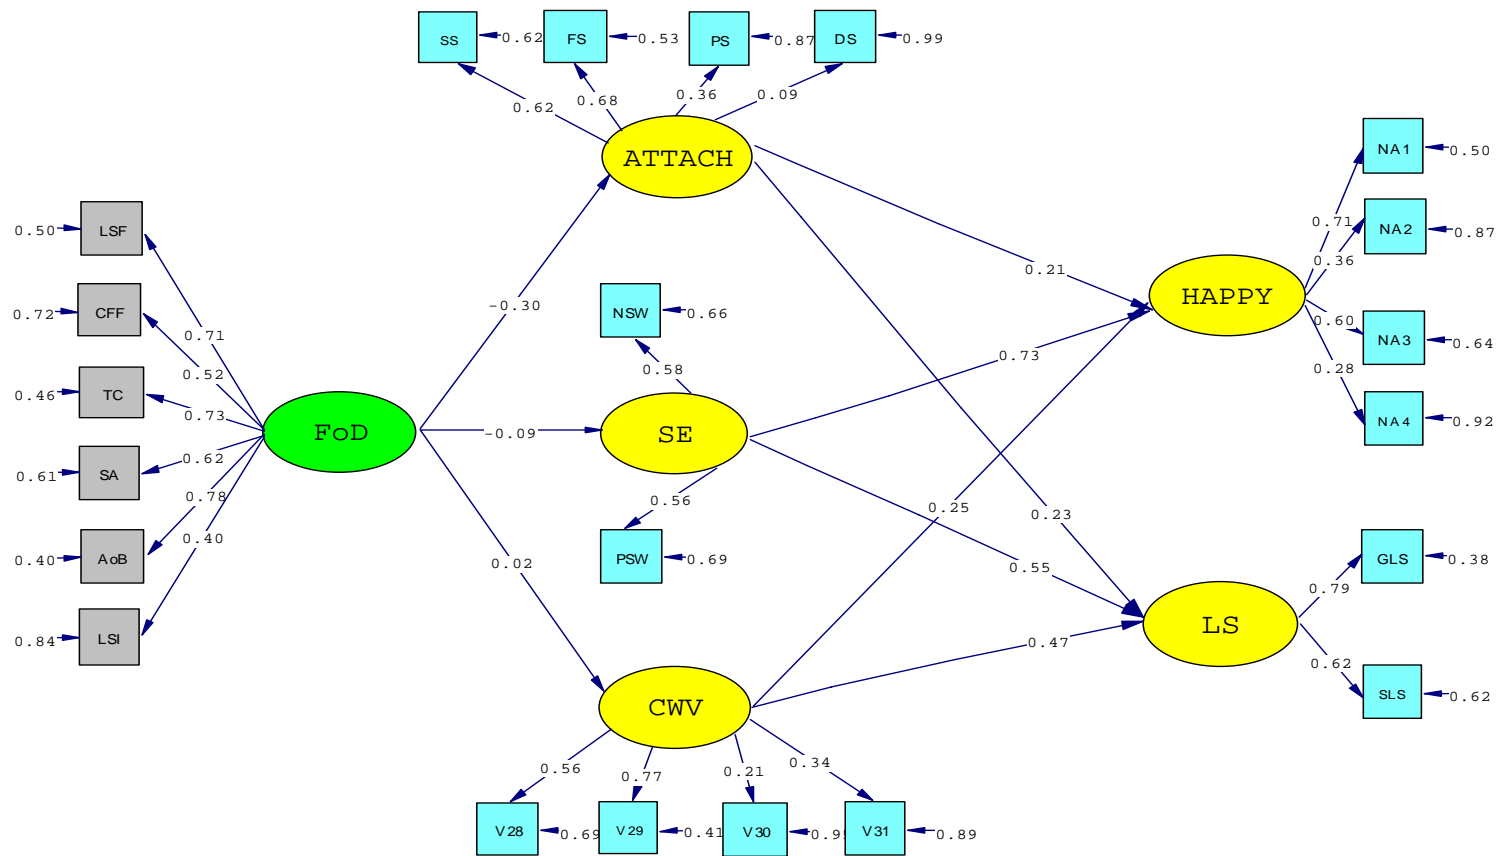 SS
0.62
FS
0.53
PS
0.87
DS
0.99
0.62
0.68
0.36
0.09
ATTACH
NA1
0.50
LSF
0.50
NA2
0.87
0.71
0.36
0.21
HAPPY
CFF
0.72
-0.30
NSW
0.66
0.71
0.60
NA3
0.64
0.73
0.28
0.52
0.58
TC
0.46
0.73
NA4
0.92
FoD
-0.09
SE
0.62
SA
0.61
0.78
0.56
0.25
0.23
0.40
AoB
0.40
0.02
PSW
0.69
0.55
GLS
0.38
0.79
LSI
0.84
LS
0.47
0.62
SLS
0.62
CWV
0.56
0.77
0.21
0.34
V28
0.69
V29
0.41
V30
V31
0.89